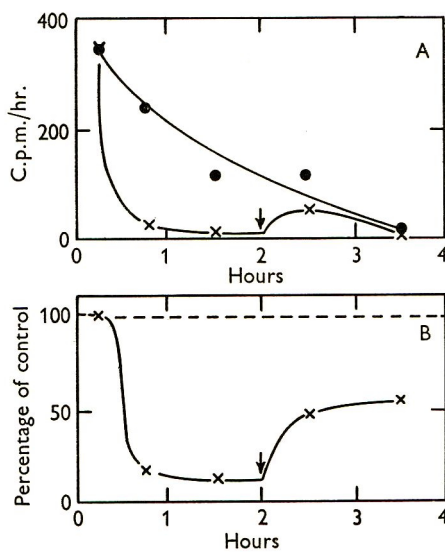 400
A
200
C.p.m./hr.
0
0 1 2 3 4
Hours
100
B
50
Percentage of control
0
0 1 2 3 4
Hours